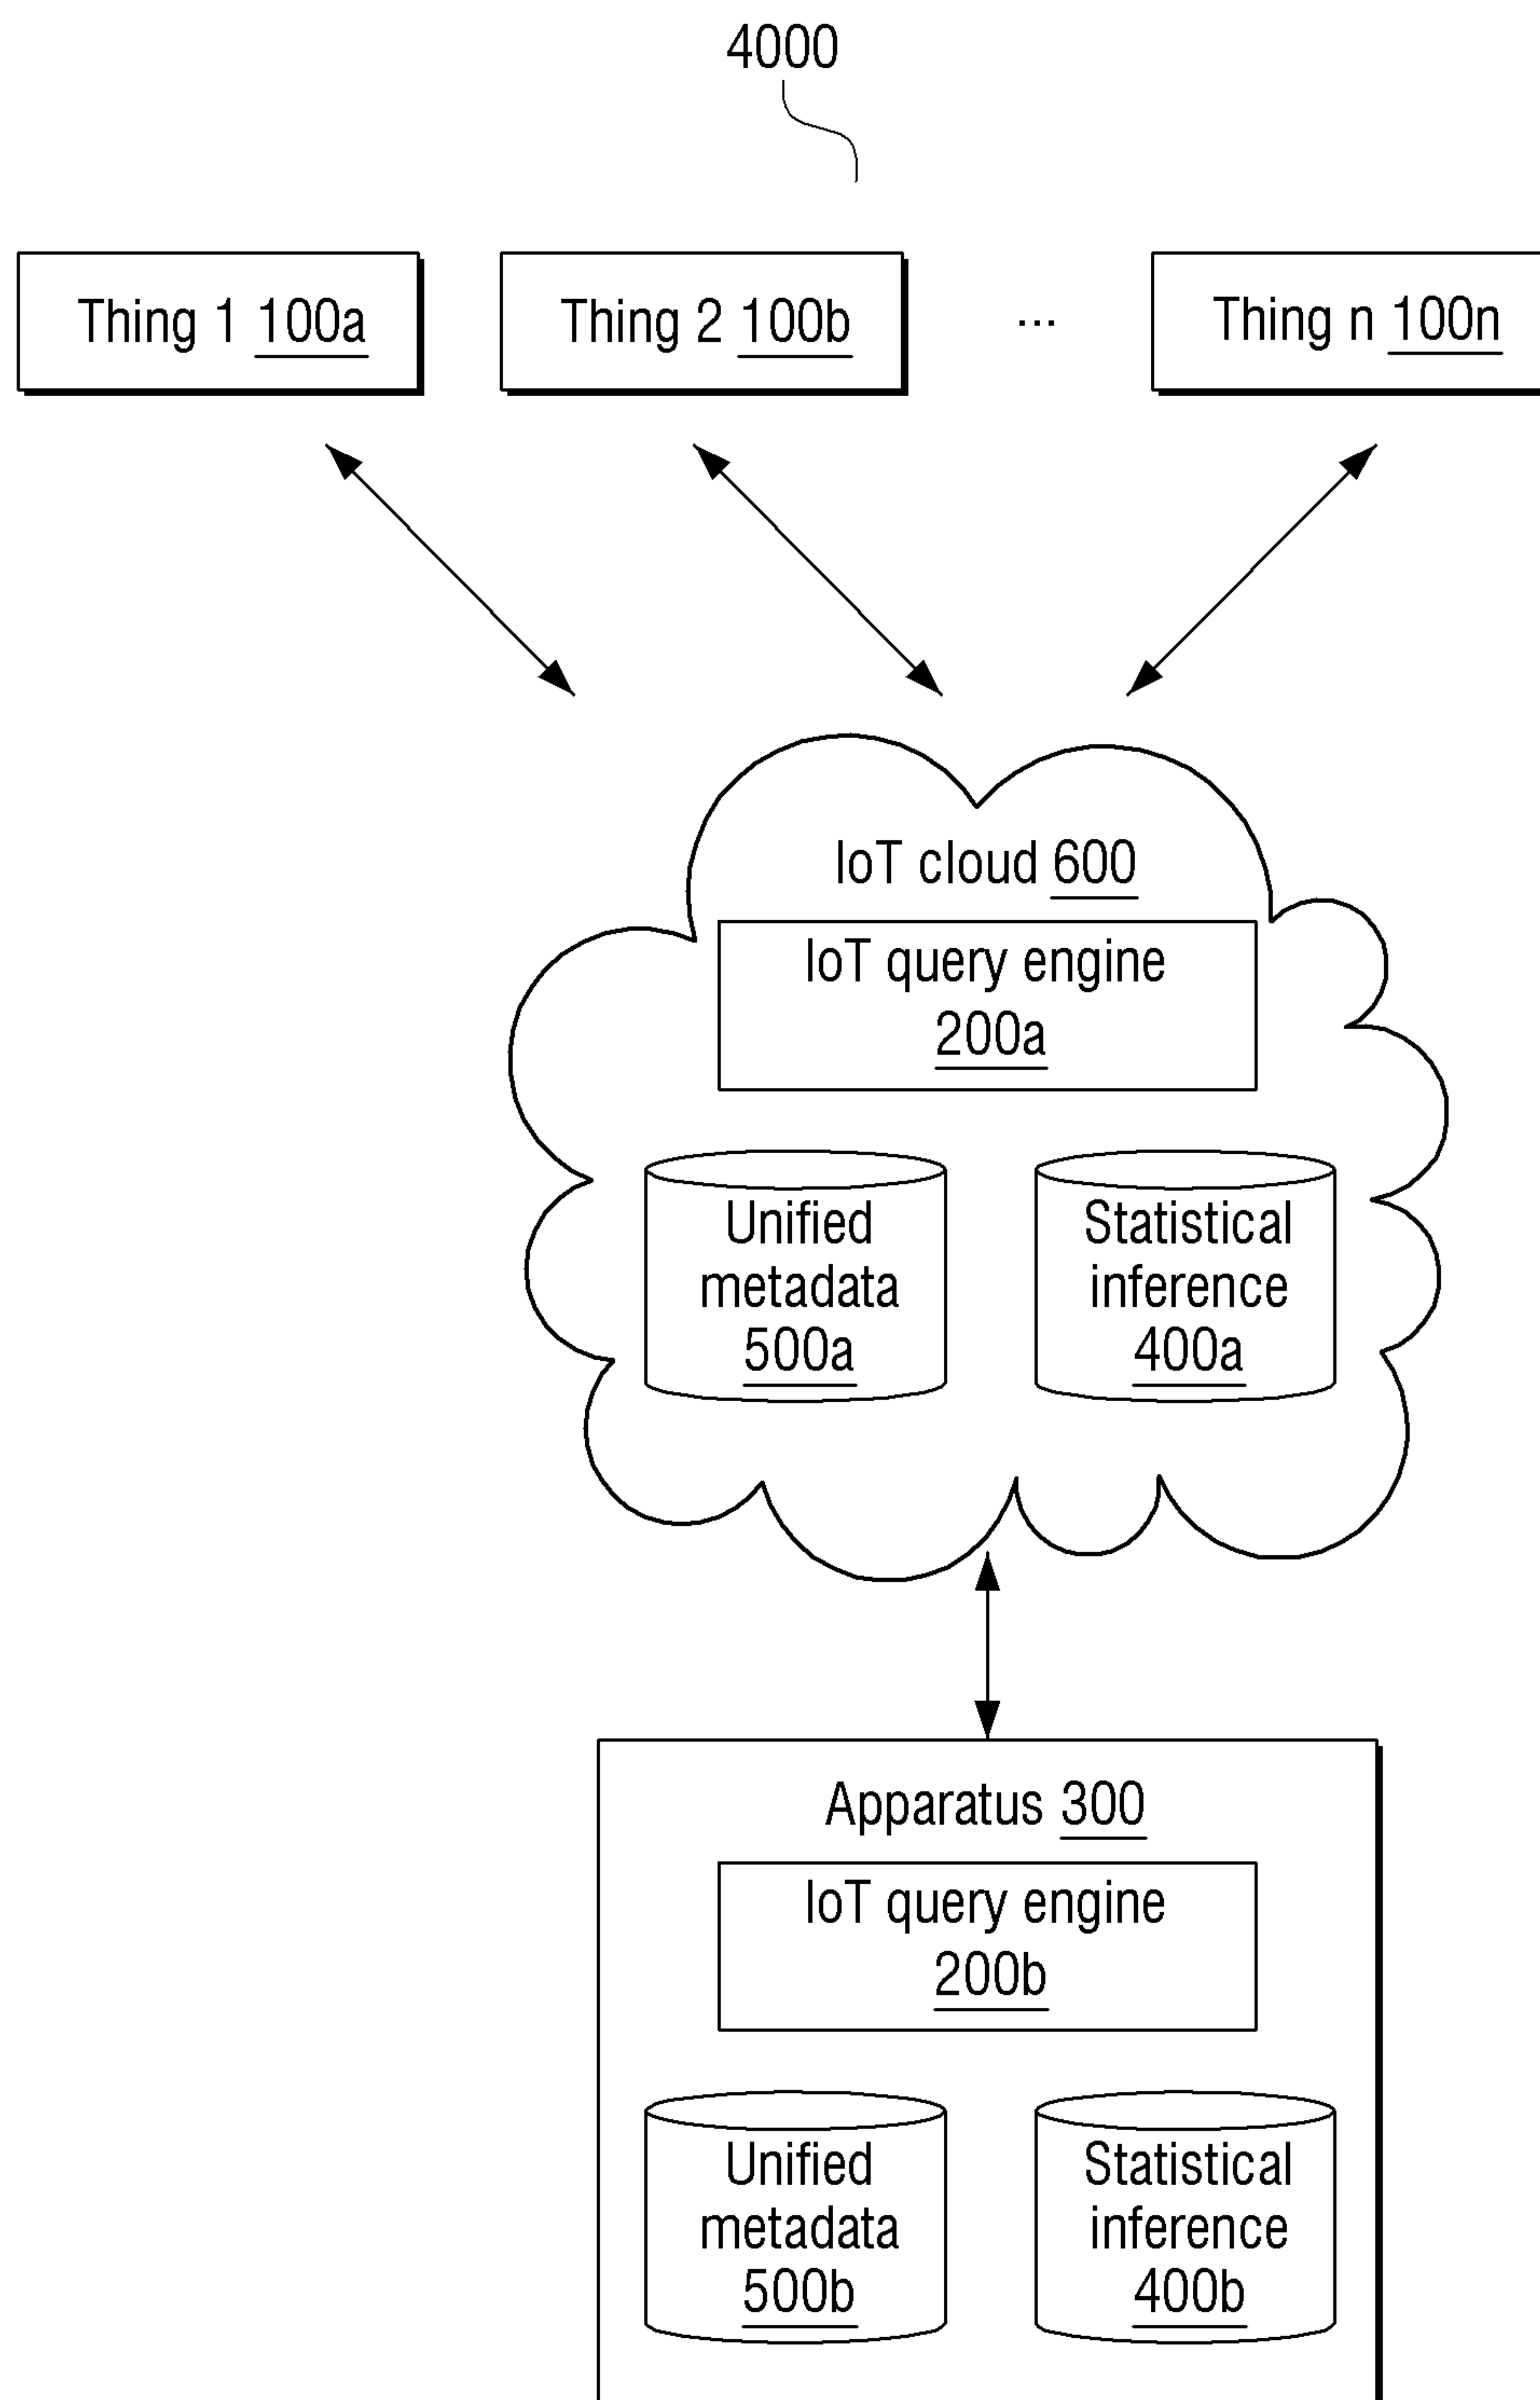 4000
Thing 1 100a
Thing 2 100b
...
Thing n 100n
IoT cloud 600
IoT query engine
200a
Unified
metadata
500a
Statistical
inference
400a
Apparatus 300
IoT query engine
200b
Unified
metadata
500b
Statistical
inference
400b